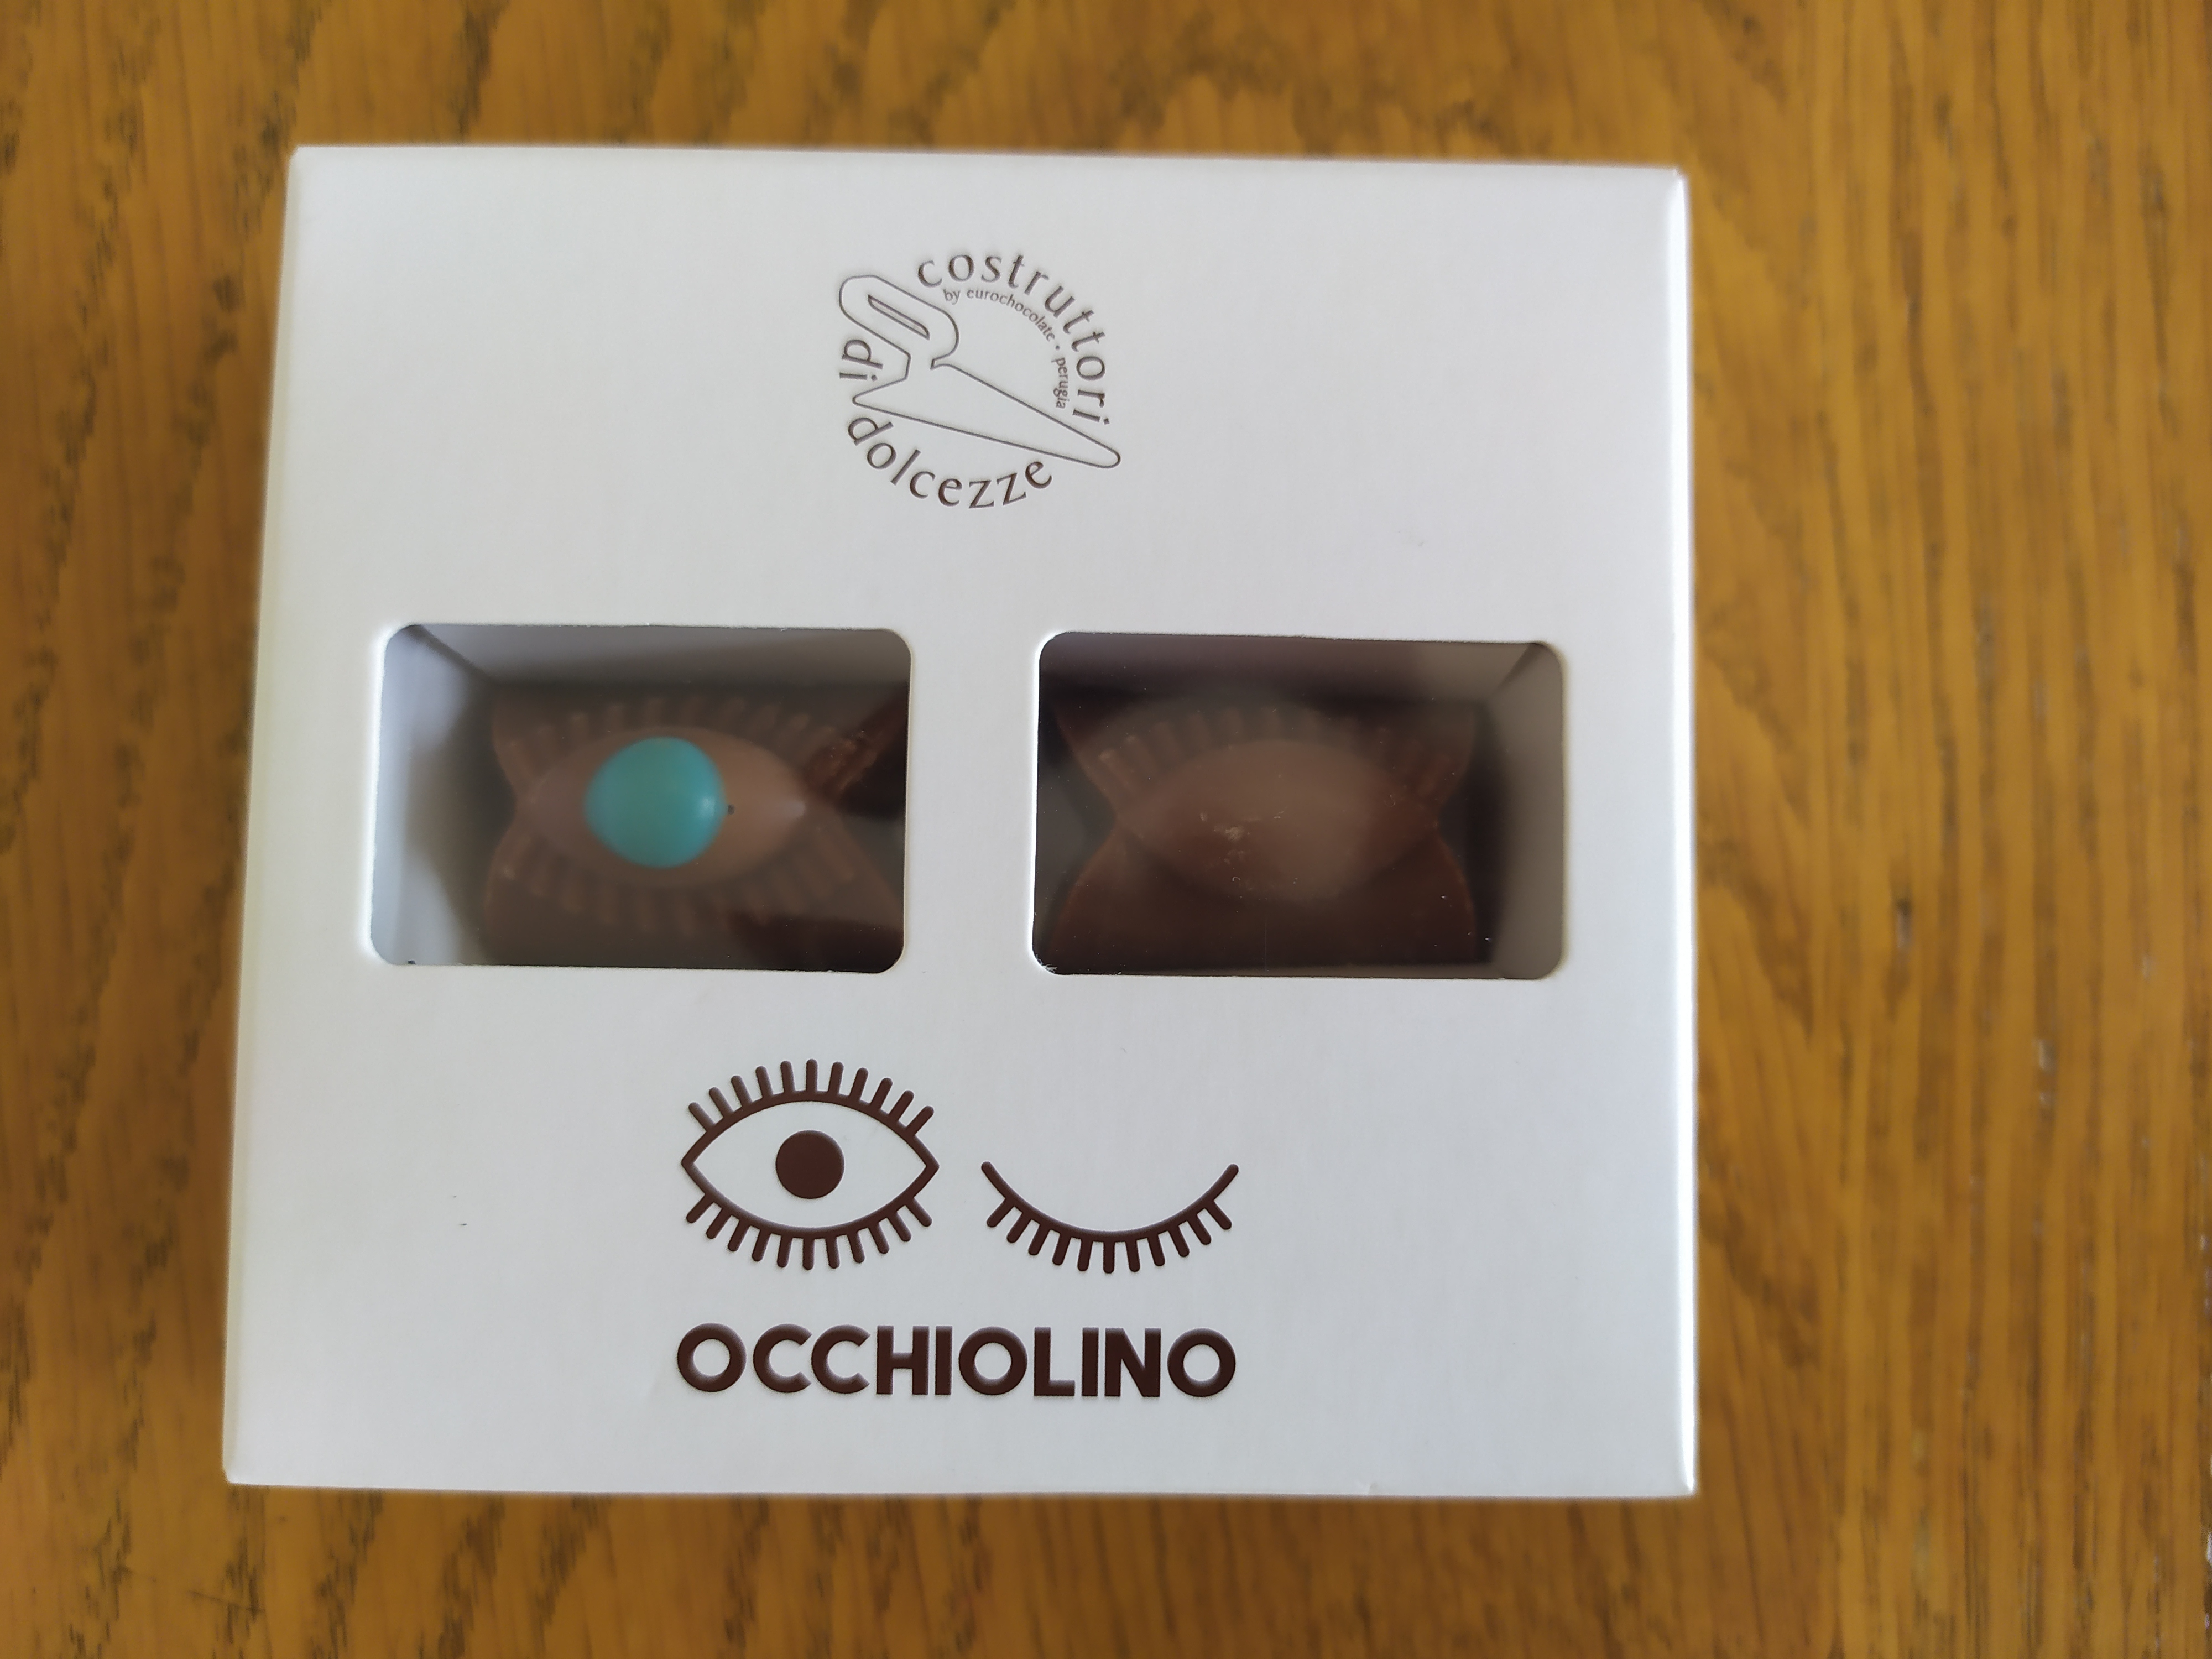 costruttori
by eurochocolate • perugia
di dolcezze
OCCHIOLINO